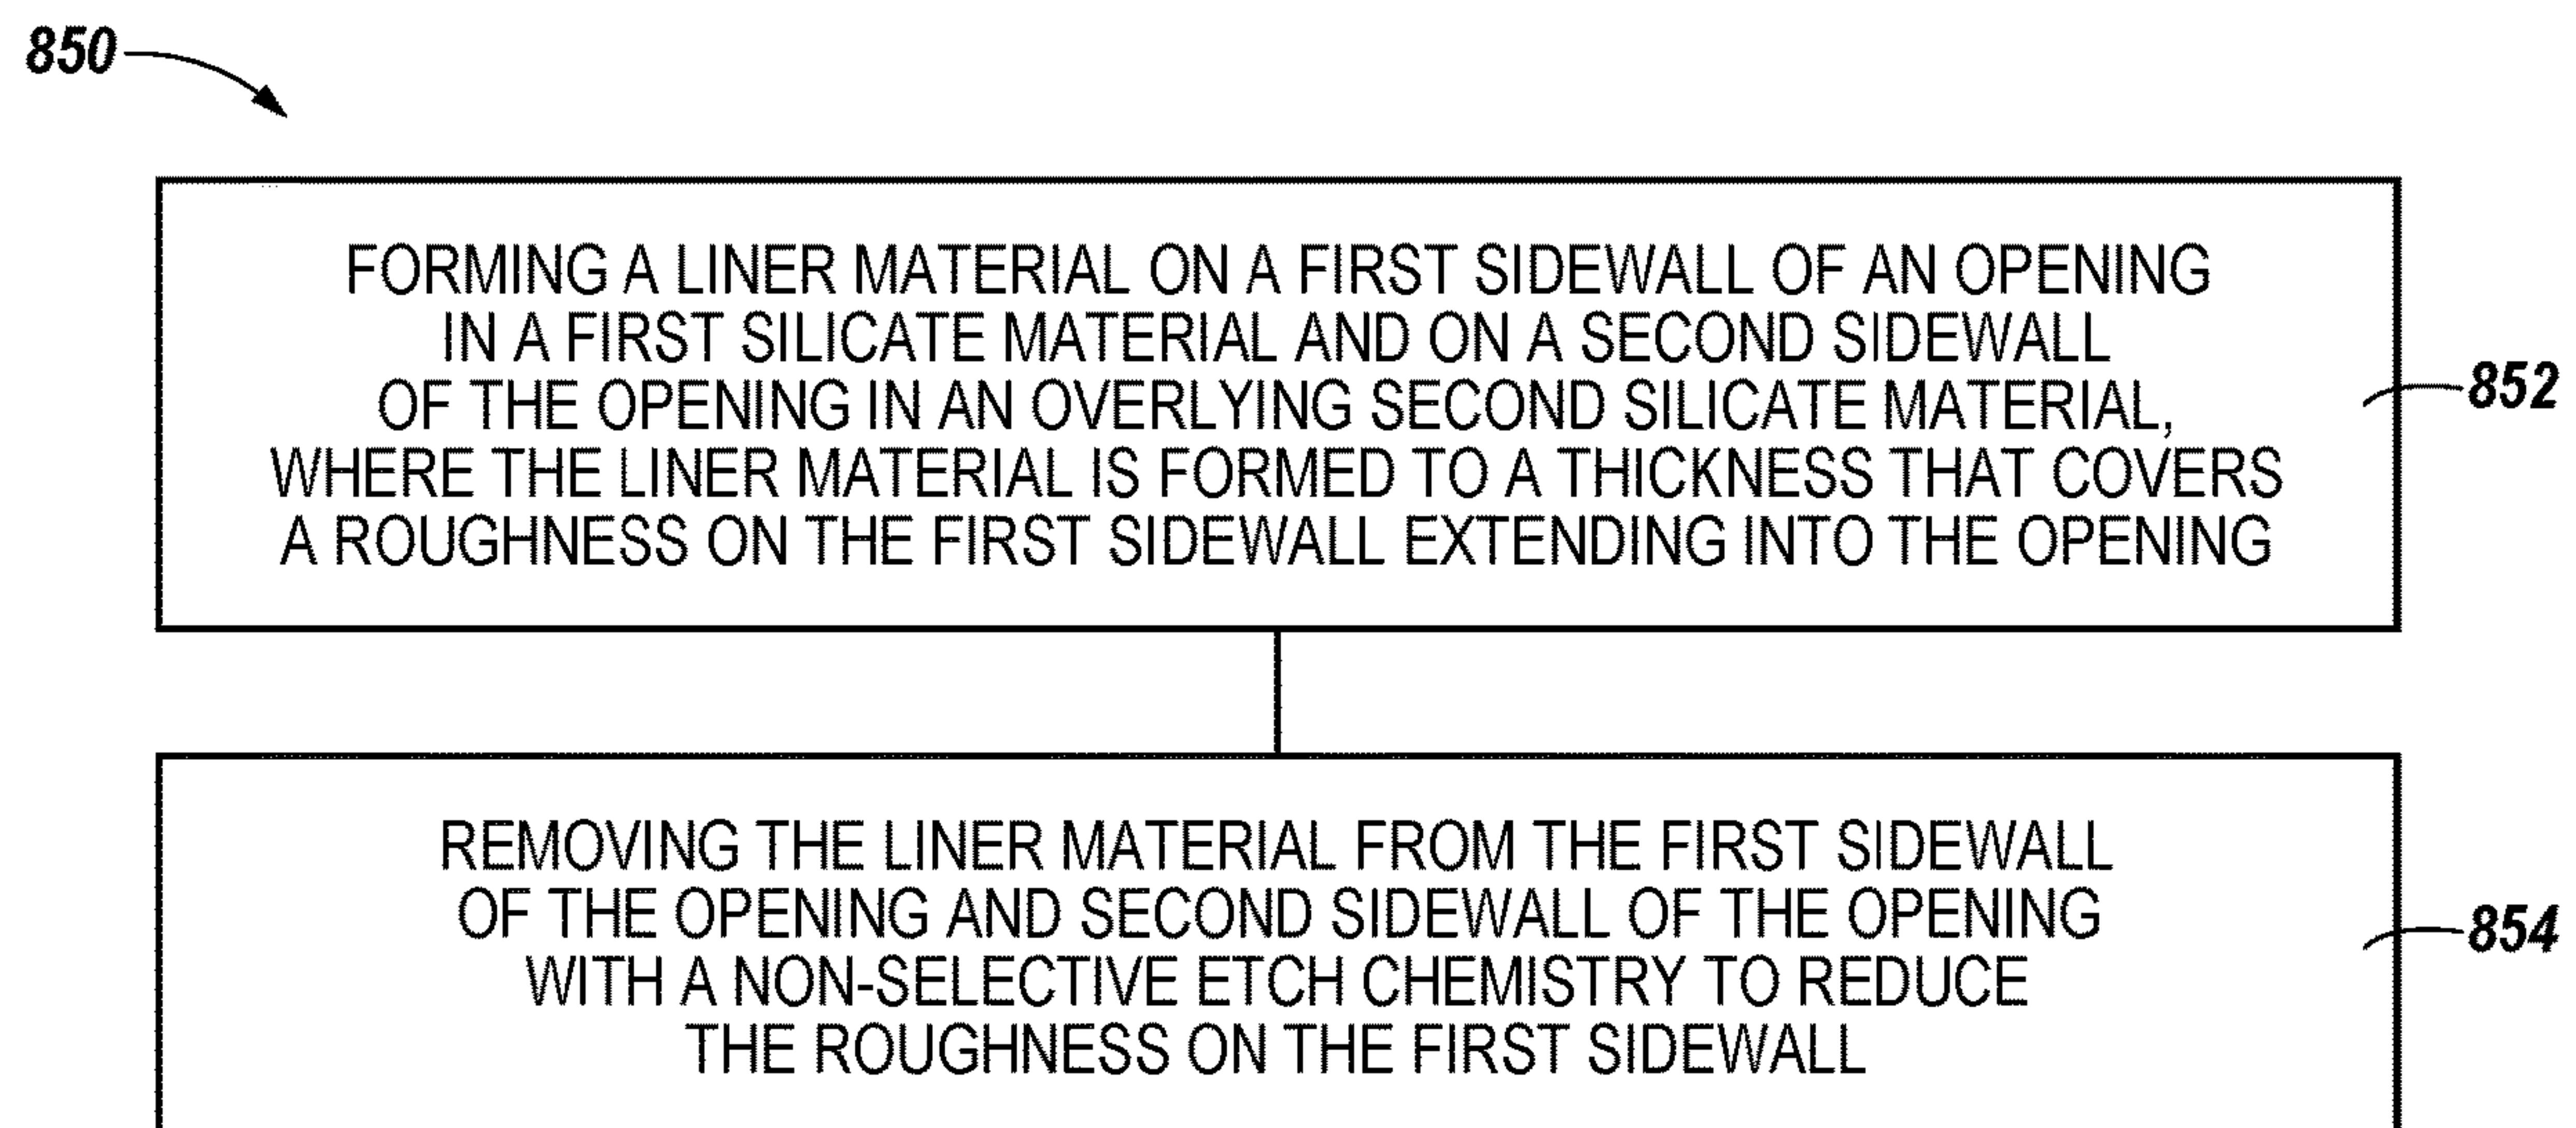 850
FORMING A LINER MATERIAL ON A FIRST SIDEWALL OF AN OPENING
IN A FIRST SILICATE MATERIAL AND ON A SECOND SIDEWALL
OF THE OPENING IN AN OVERLYING SECOND SILICATE MATERIAL,
WHERE THE LINER MATERIAL IS FORMED TO A THICKNESS THAT COVERS
A ROUGHNESS ON THE FIRST SIDEWALL EXTENDING INTO THE OPENING
852
REMOVING THE LINER MATERIAL FROM THE FIRST SIDEWALL
OF THE OPENING AND SECOND SIDEWALL OF THE OPENING
WITH A NON-SELECTIVE ETCH CHEMISTRY TO REDUCE
THE ROUGHNESS ON THE FIRST SIDEWALL
854